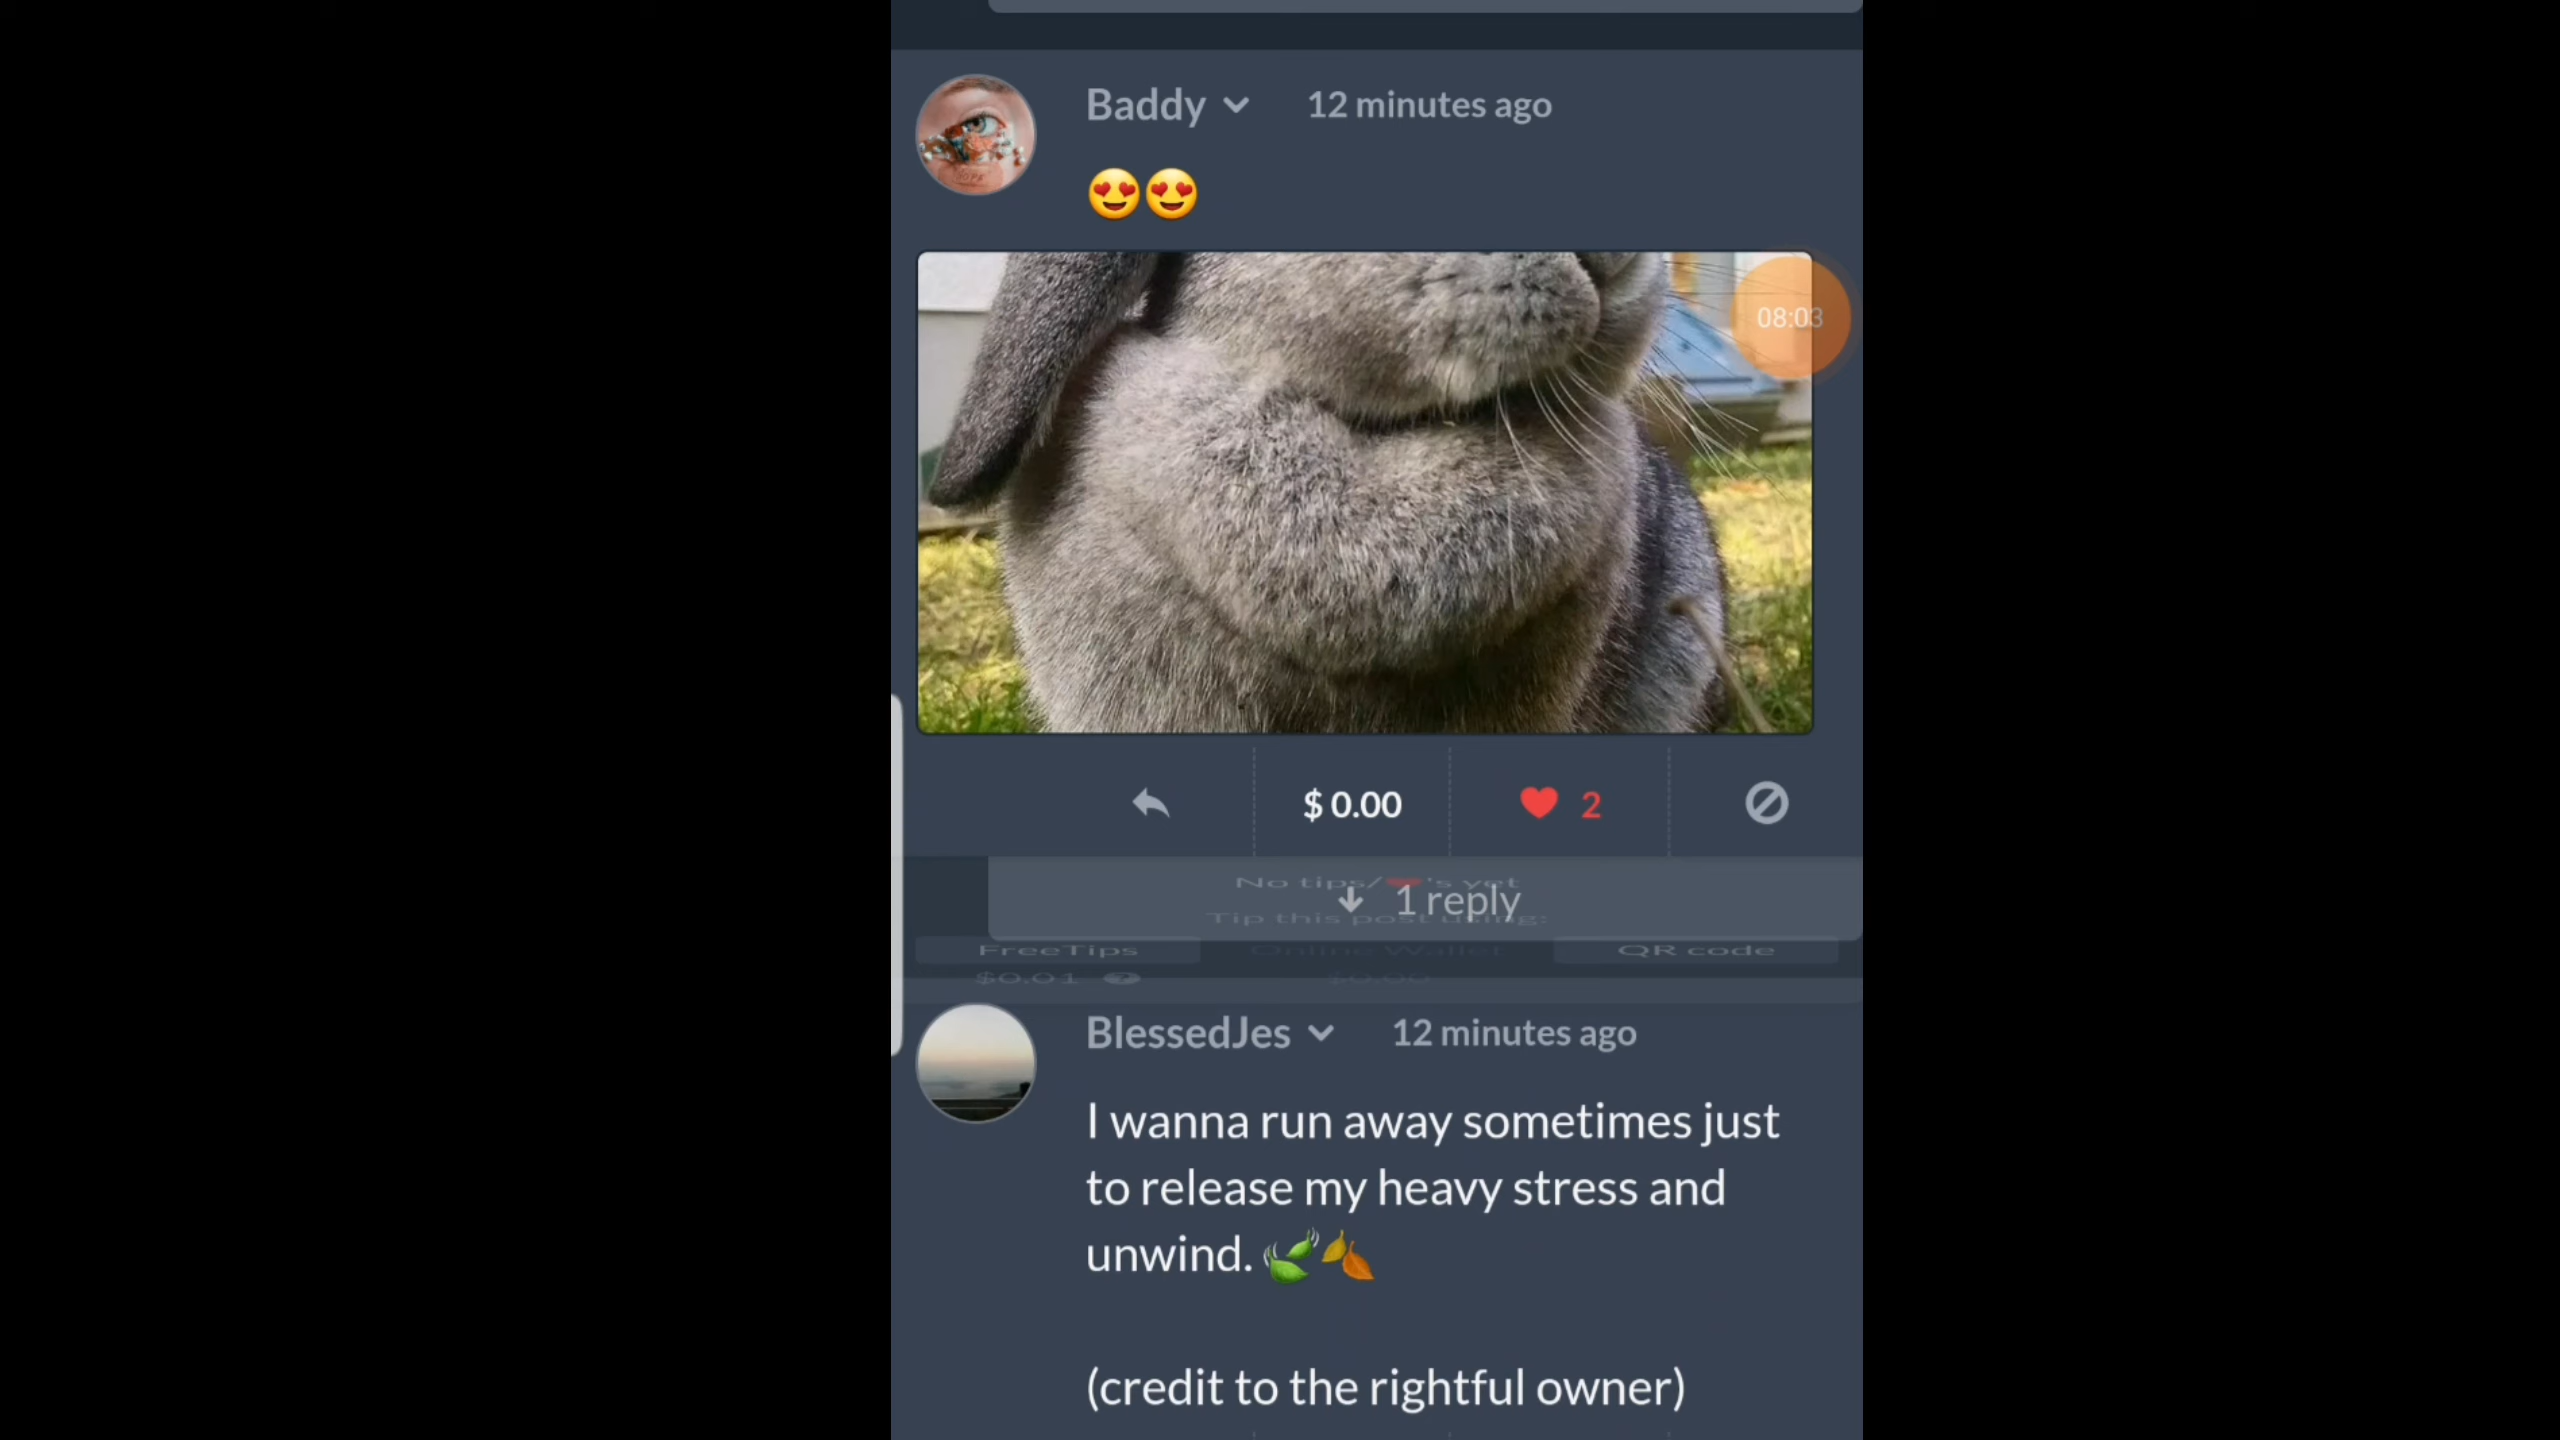 Baddy 12 minutes ago
😍😍
08:03
$ 0.00 2
No tips/❤'s yet
1 reply
Tip this post using:
FreeTips Online Wallet QR code
$0.01 $0.00
BlessedJes 12 minutes ago
I wanna run away sometimes just
to release my heavy stress and
unwind. 🍃🍂
(credit to the rightful owner)